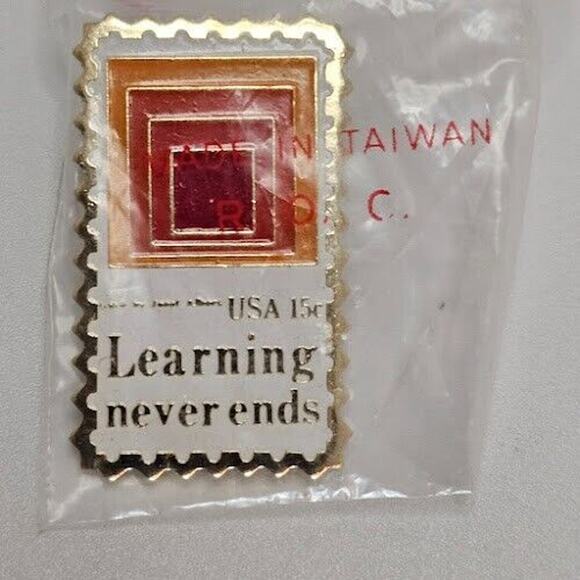 MADE IN TAIWAN
R. O. C.
USA 15c
Learning
never ends